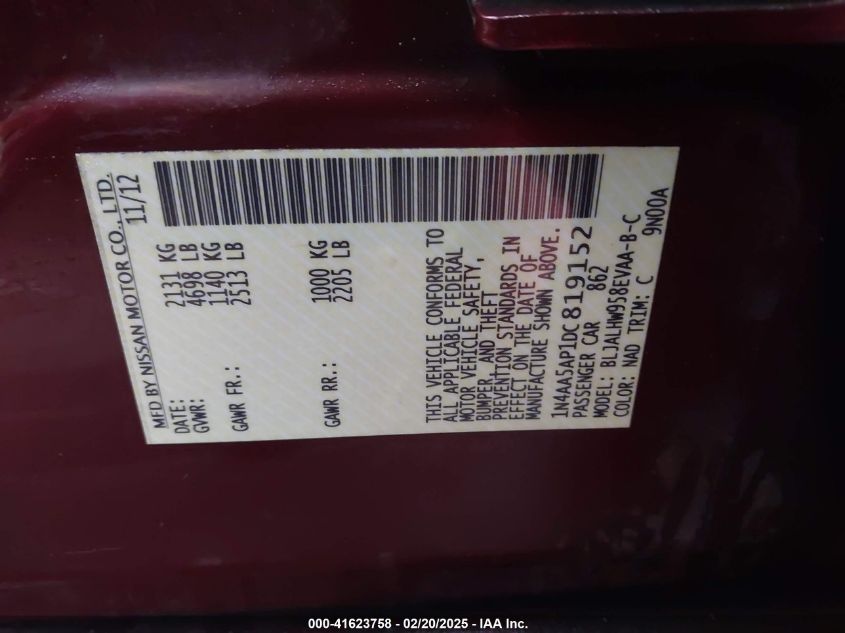 MFD BY NISSAN MOTOR CO., LTD.
DATE: 11/12
GVWR: 2131 KG
4698 LB
GAWR FR.: 1140 KG
2513 LB
GAWR RR.: 1000 KG
2205 LB
THIS VEHICLE CONFORMS TO
ALL APPLICABLE FEDERAL
MOTOR VEHICLE SAFETY,
BUMPER, AND THEFT
PREVENTION STANDARDS IN
EFFECT ON THE DATE OF
MANUFACTURE SHOWN ABOVE.
1N4AA5AP1DC819152
PASSENGER CAR 862
MODEL: BLJALHW958EVAA-B-C
COLOR: NAD TRIM: C 9N00A
000-41623758 - 02/20/2025 - IAA Inc.